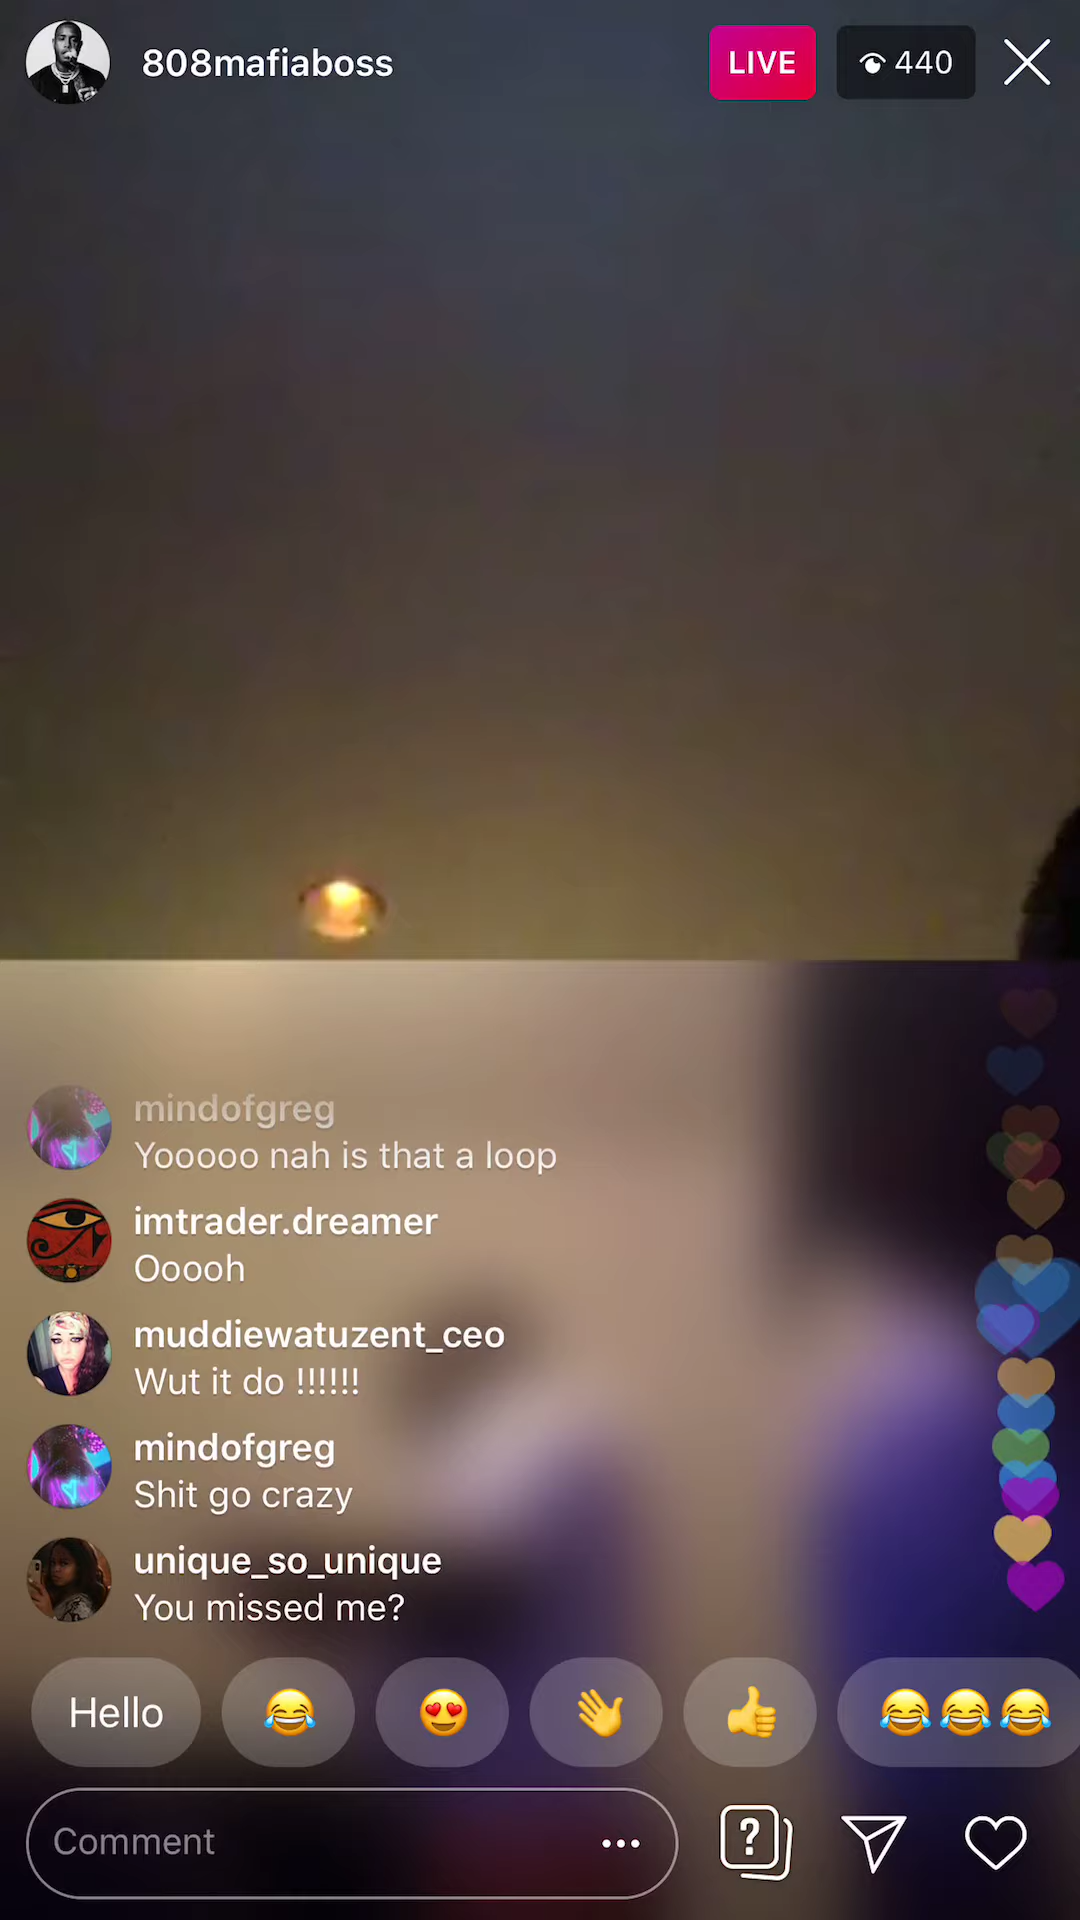 808mafiaboss
LIVE
440
mindofgreg
Yooooo nah is that a loop
imtrader.dreamer
Ooooh
muddiewatuzent_ceo
Wut it do !!!!!!
mindofgreg
Shit go crazy
unique_so_unique
You missed me?
Hello 😂 😍 👋 👍 😂😂😂
Comment
?